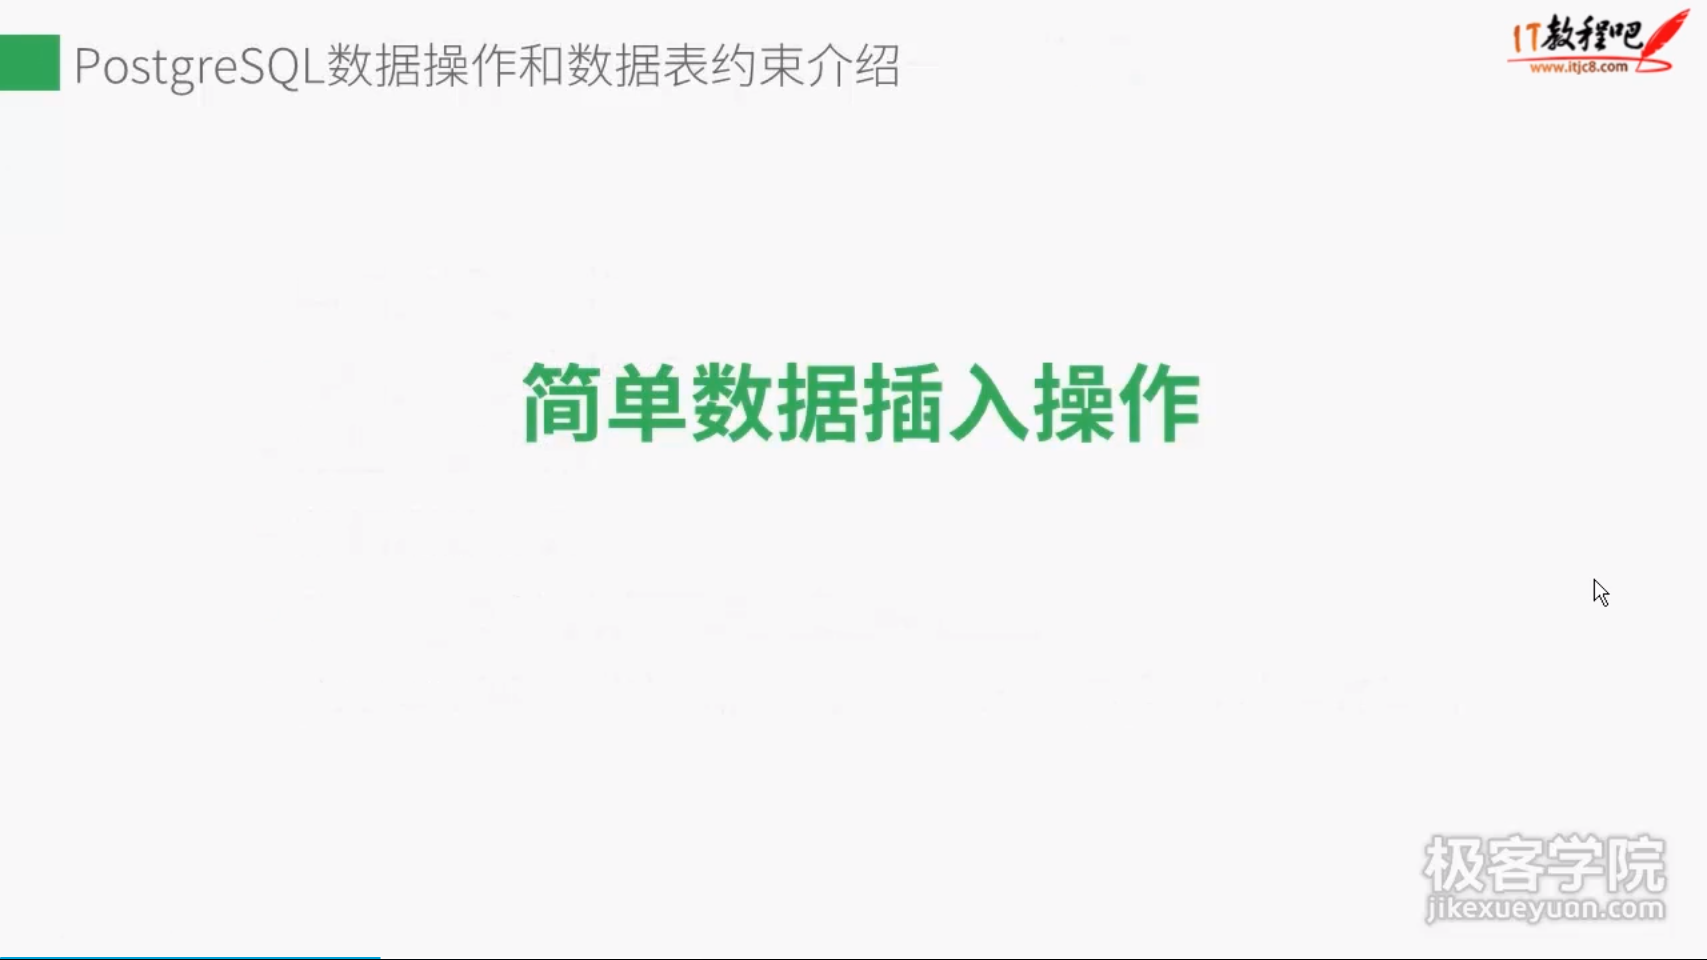 PostgreSQL数据操作和数据表约束介绍
IT教程吧
www.itjc8.com
简单数据插入操作
极客学院
jikexueyuan.com